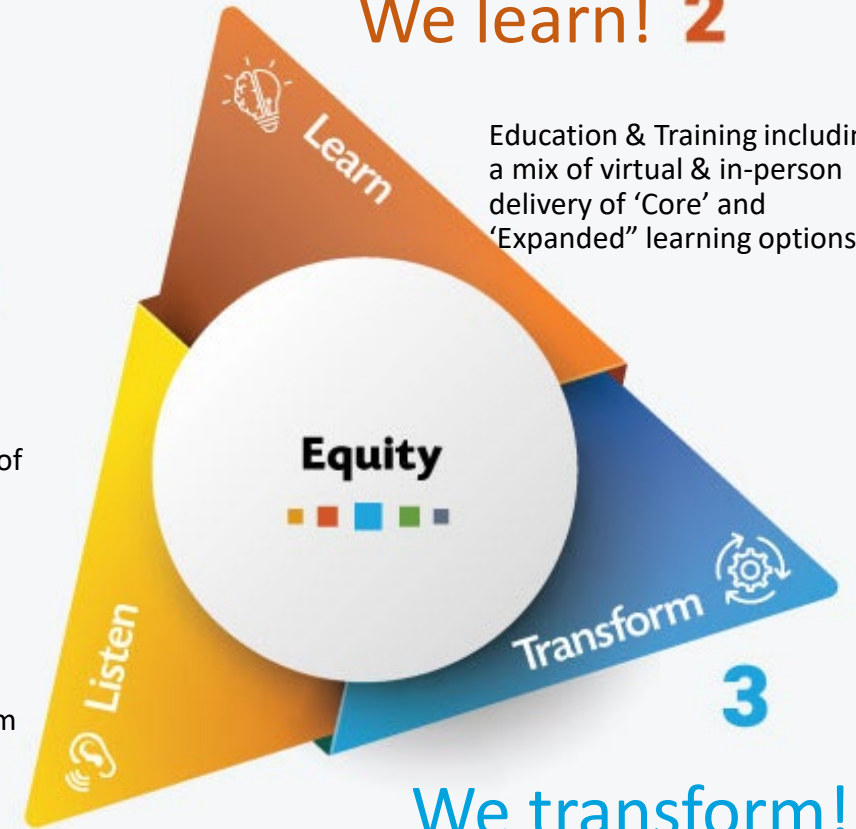 We learn! 2
Learn
Education & Training
a mix of virtual & in-person
delivery of ‘Core’ and
‘Expanded” learning options
Equity
of
Listen
Transform
3
We transform!